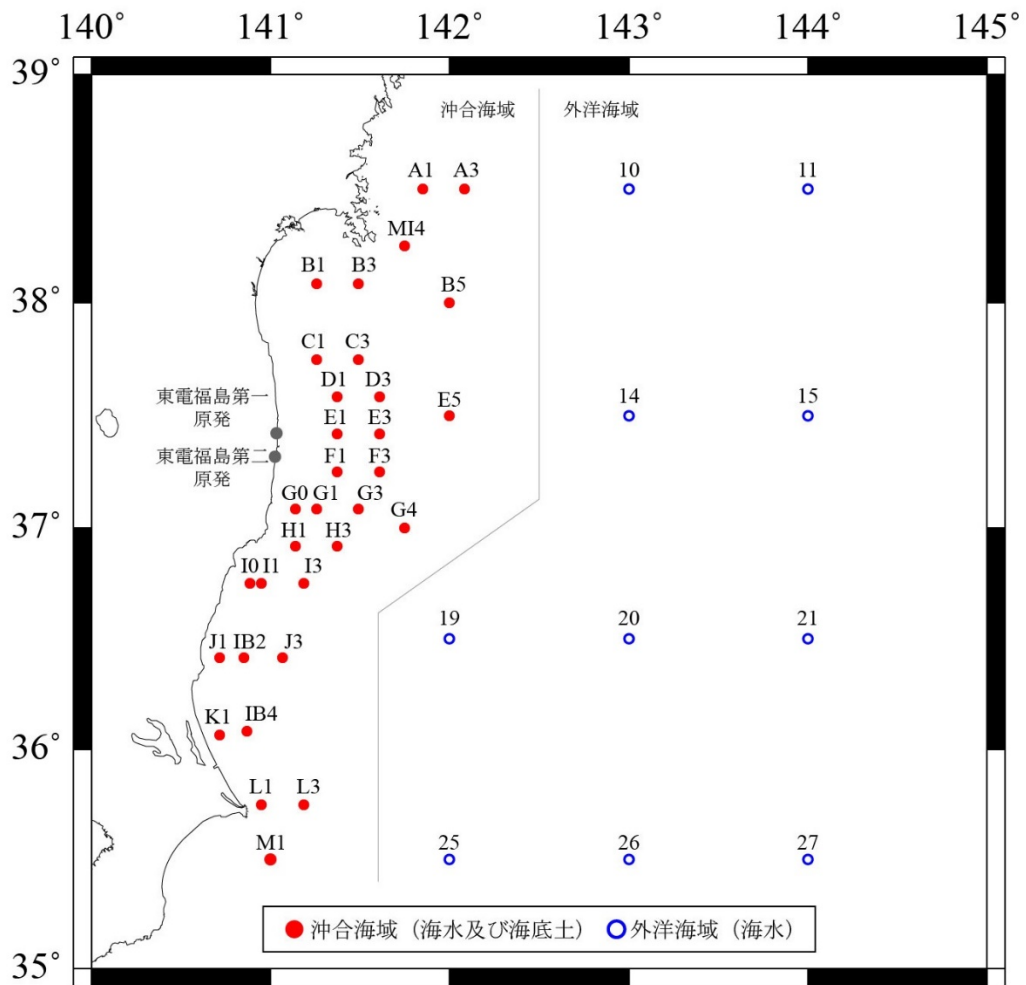 140° 141° 142° 143° 144° 145°
39°
沖合海域 外洋海域
A1 A3 10 11
MI4
B1 B3
B5
38°
C1 C3
D1 D3
東電福島第一
原発
E5 14 15
E1 E3
東電福島第二
原発
F1 F3
G0 G1 G3
G4
37°
H1 H3
I0 I1 I3
19 20 21
J1 IB2 J3
K1 IB4
36°
L1 L3
M1 25 26 27
沖合海域（海水及び海底土） 外洋海域（海水）
35°